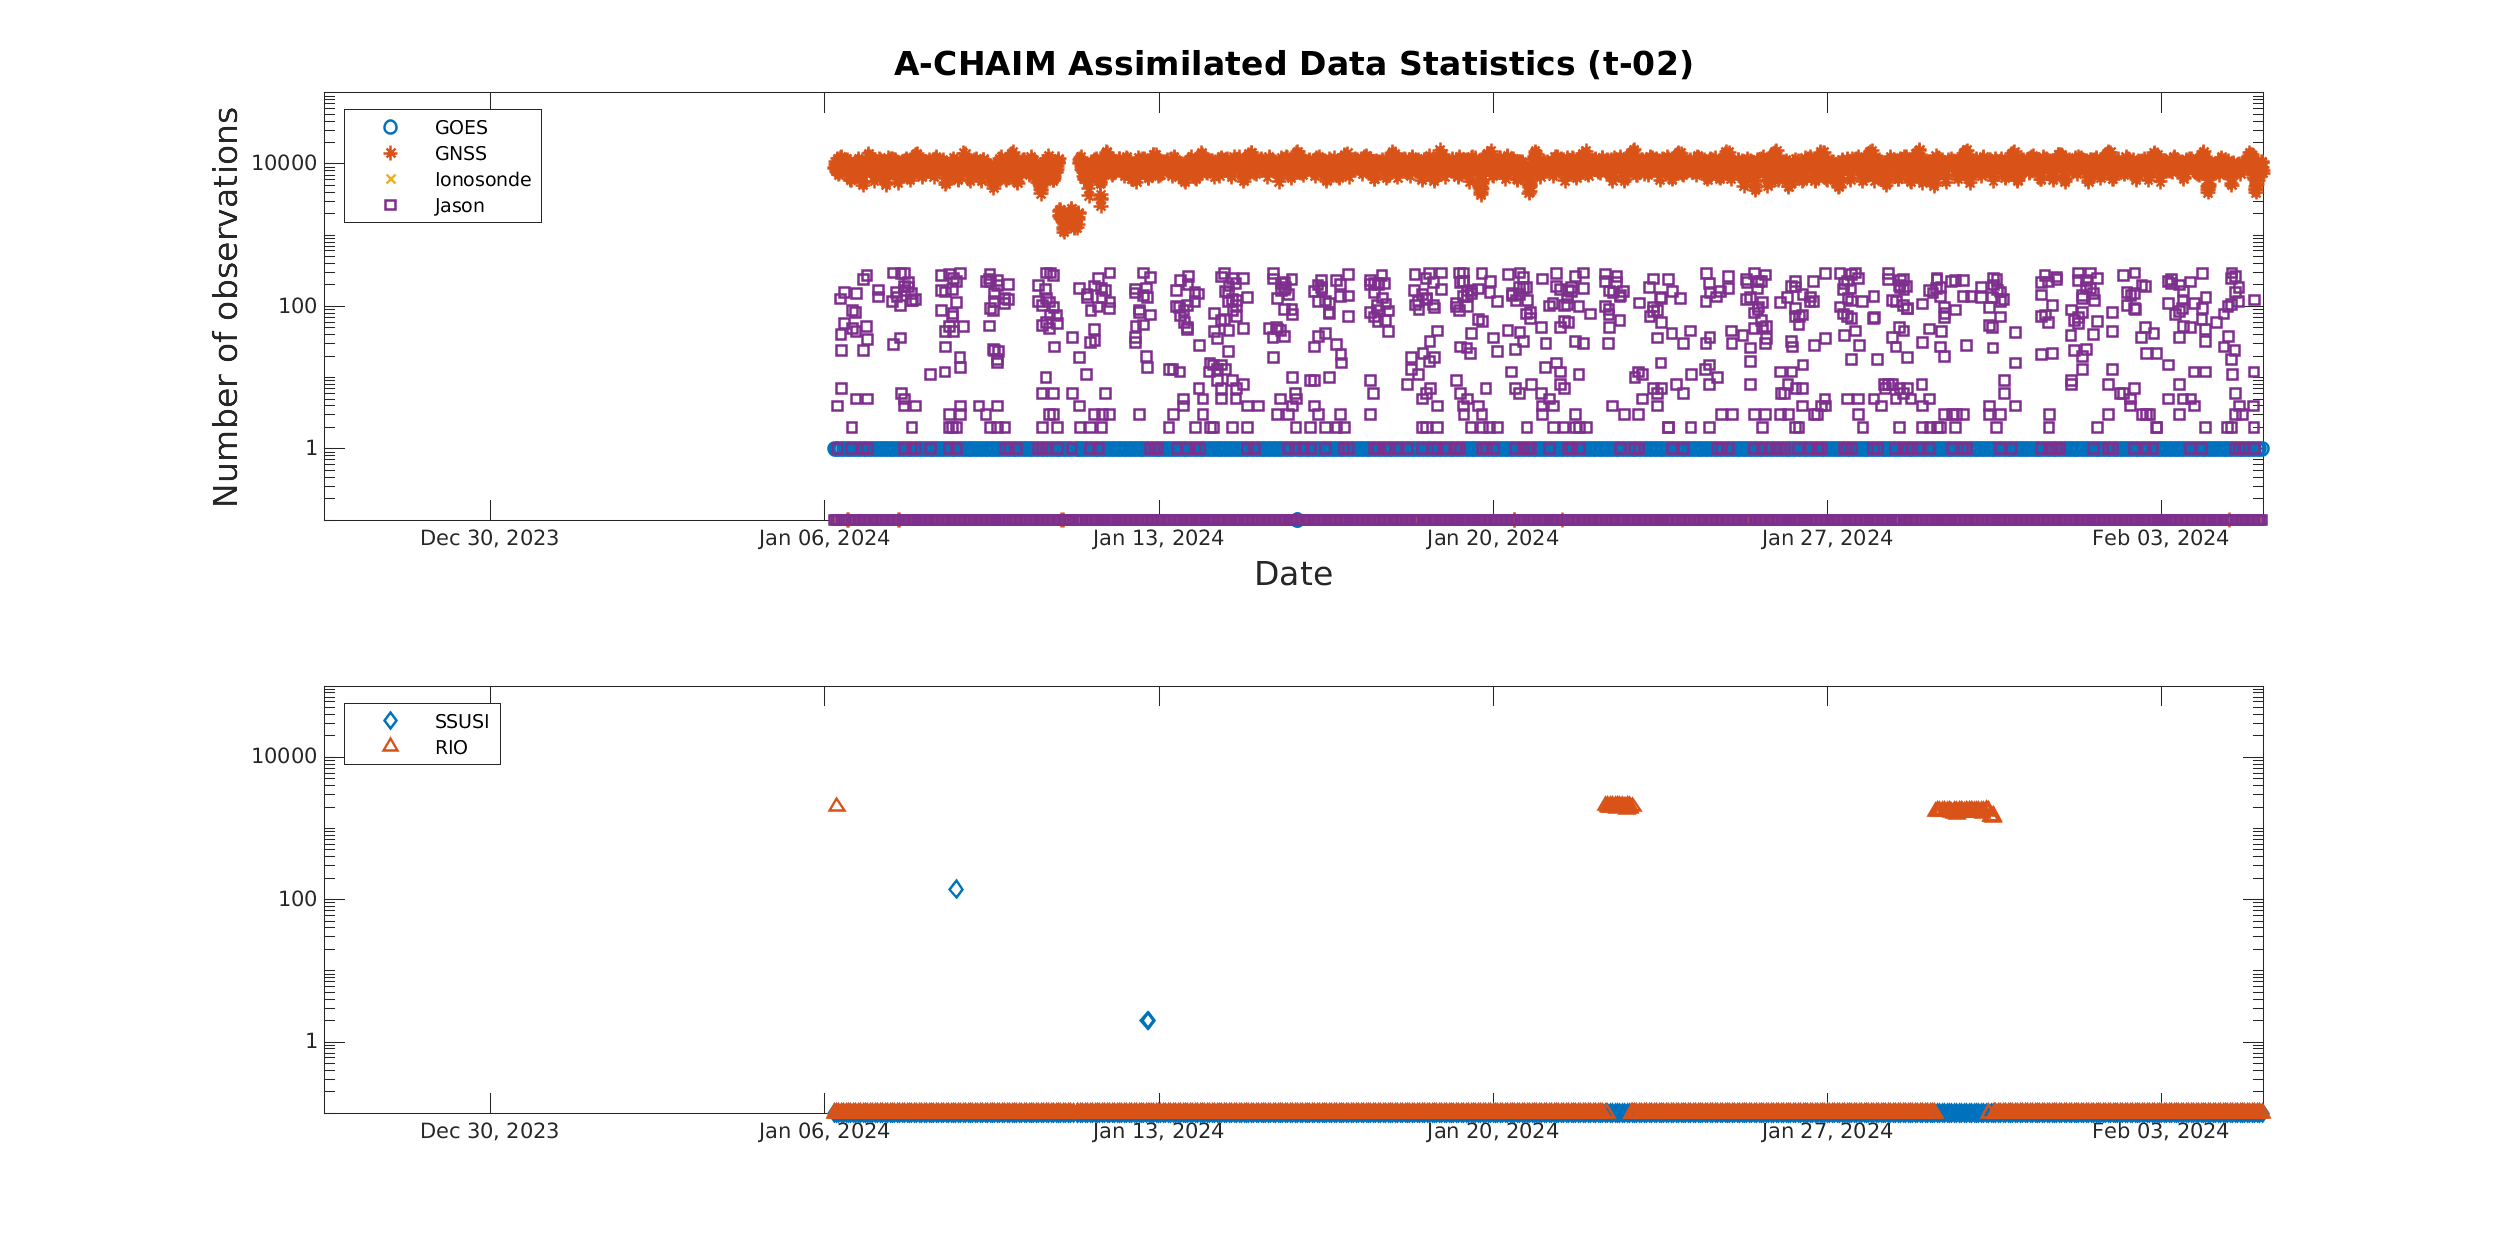 A-CHAIM Assimilated Data Statistics (t-02)
Number of observations
10000
100
1
GOES
GNSS
Ionosonde
Jason
Dec 30, 2023
Jan 06, 2024
Jan 13, 2024
Jan 20, 2024
Jan 27, 2024
Feb 03, 2024
Date
10000
100
1
SSUSI
RIO
Dec 30, 2023
Jan 06, 2024
Jan 13, 2024
Jan 20, 2024
Jan 27, 2024
Feb 03, 2024